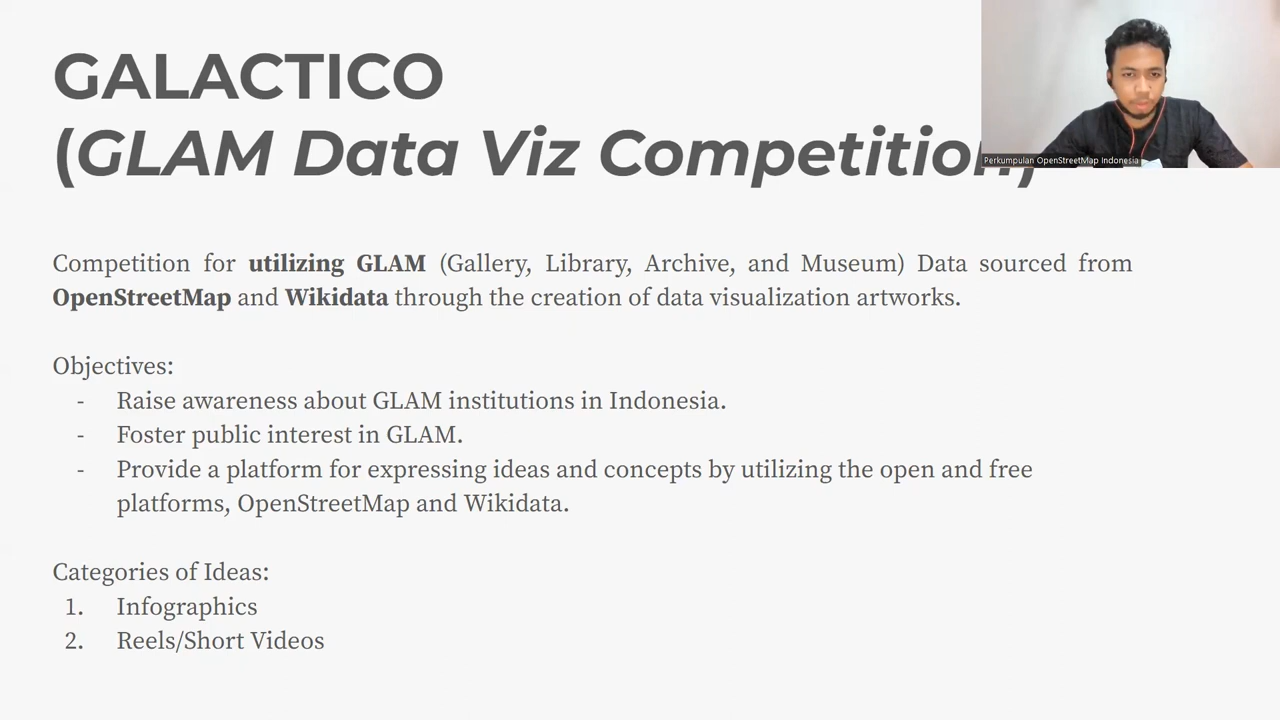 GALACTICO
(GLAM Data Viz Competition)
Perkumpulan OpenStreetMap Indonesia
Competition for utilizing GLAM (Gallery, Library, Archive, and Museum) Data sourced from
OpenStreetMap and Wikidata through the creation of data visualization artworks.
Objectives:
- Raise awareness about GLAM institutions in Indonesia.
- Foster public interest in GLAM.
- Provide a platform for expressing ideas and concepts by utilizing the open and free
platforms, OpenStreetMap and Wikidata.
Categories of Ideas:
1. Infographics
2. Reels/Short Videos